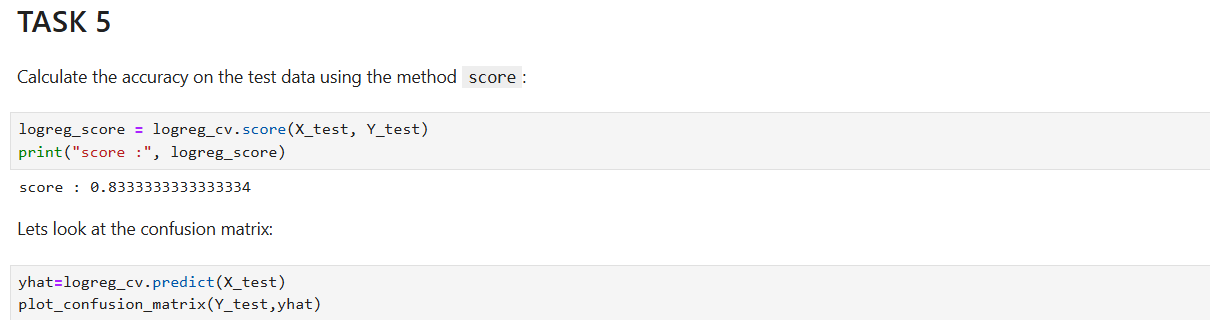 TASK 5
Calculate the accuracy on the test data using the method score:
logreg_score = logreg_cv.score(X_test, Y_test)
print("score :", logreg_score)
score : 0.8333333333333334
Lets look at the confusion matrix:
yhat=logreg_cv.predict(X_test)
plot_confusion_matrix(Y_test,yhat)